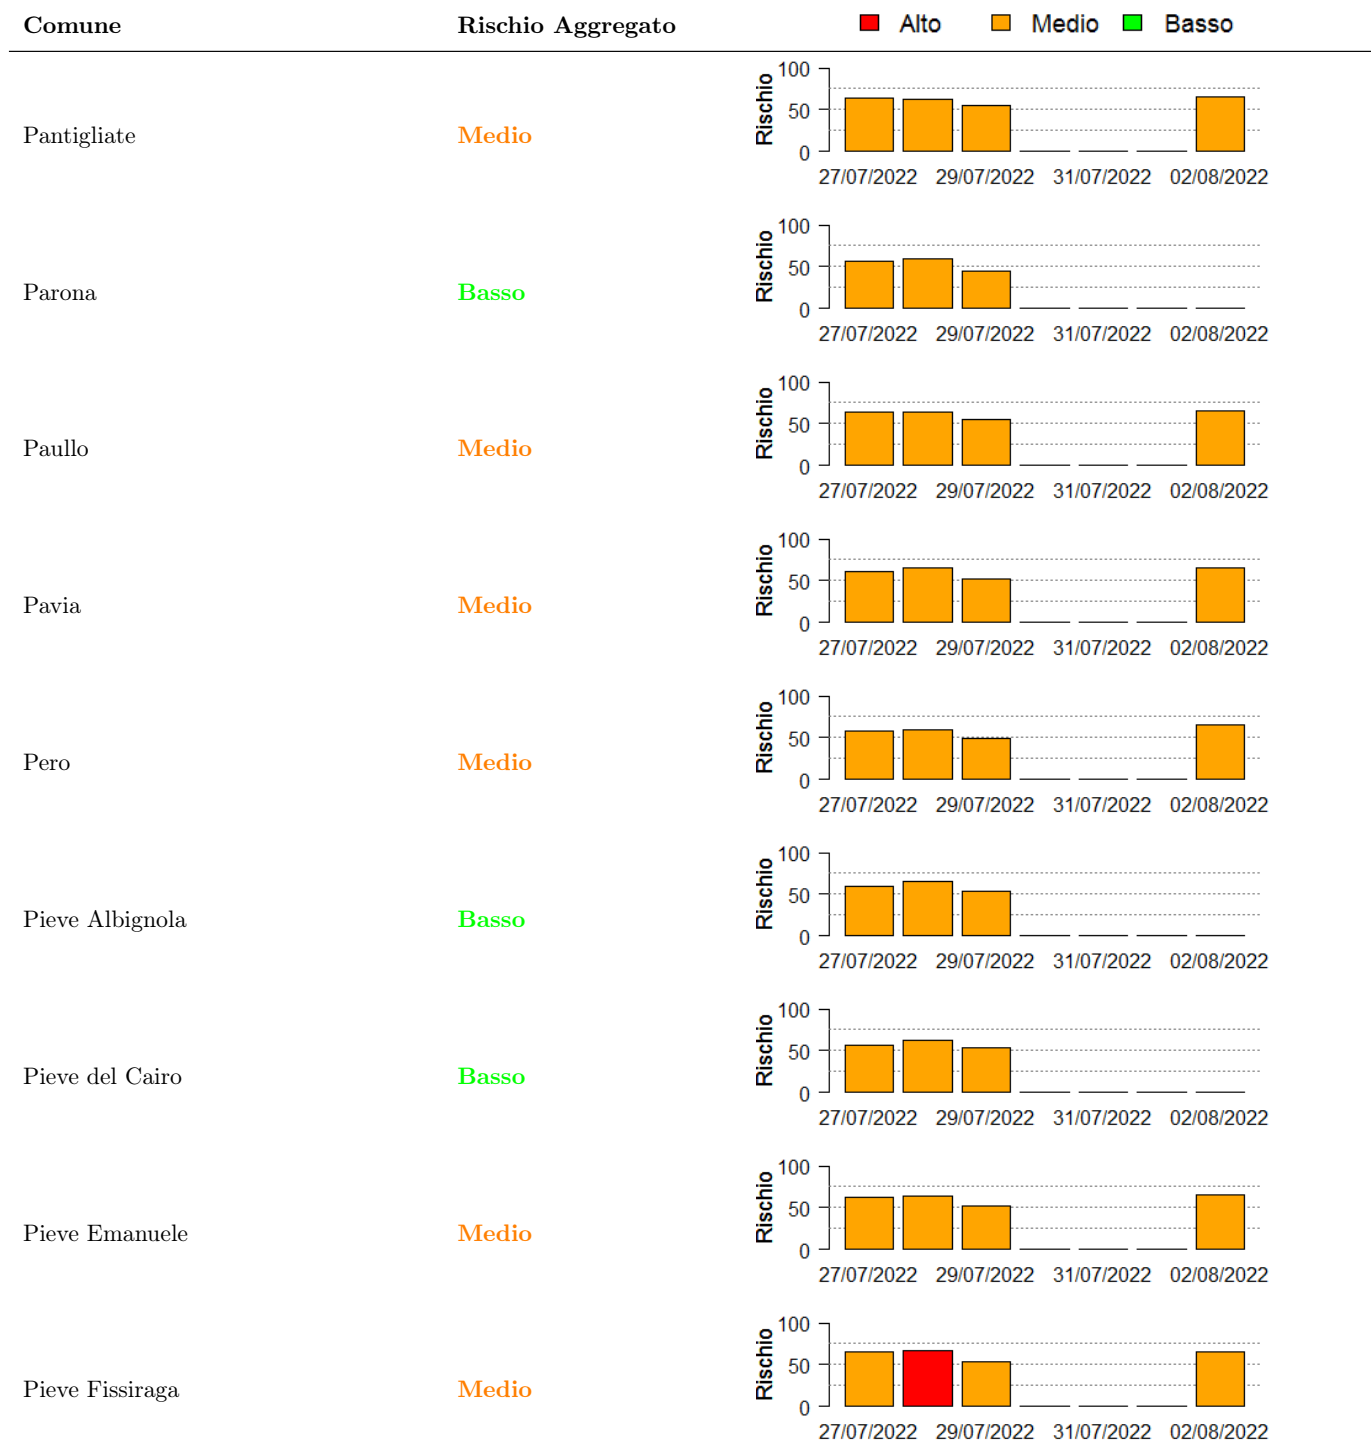 Comune Rischio Aggregato Alto Medio Basso
100
50
0
Rischio
Pantigliate Medio
27/07/2022 29/07/2022 31/07/2022 02/08/2022
100
50
0
Rischio
Parona Basso
27/07/2022 29/07/2022 31/07/2022 02/08/2022
100
50
0
Rischio
Paullo Medio
27/07/2022 29/07/2022 31/07/2022 02/08/2022
100
50
0
Rischio
Pavia Medio
27/07/2022 29/07/2022 31/07/2022 02/08/2022
100
50
0
Rischio
Pero Medio
27/07/2022 29/07/2022 31/07/2022 02/08/2022
100
50
0
Rischio
Pieve Albignola Basso
27/07/2022 29/07/2022 31/07/2022 02/08/2022
100
50
0
Rischio
Pieve del Cairo Basso
27/07/2022 29/07/2022 31/07/2022 02/08/2022
100
50
0
Rischio
Pieve Emanuele Medio
27/07/2022 29/07/2022 31/07/2022 02/08/2022
100
50
0
Rischio
Pieve Fissiraga Medio
27/07/2022 29/07/2022 31/07/2022 02/08/2022